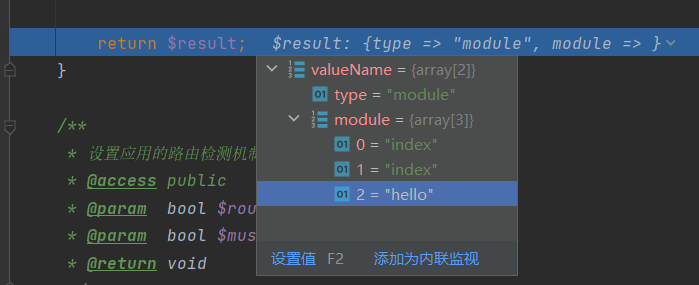 return $result;   $result: {type => "module", module => }
}
valueName = {array[2]}
type = "module"
module = {array[3]}
0 = "index"
1 = "index"
2 = "hello"
设置值 F2 添加为内联监视
/**
* 设置应用的路由检测机制
* @access public
* @param  bool $rou
* @param  bool $mus
* @return void